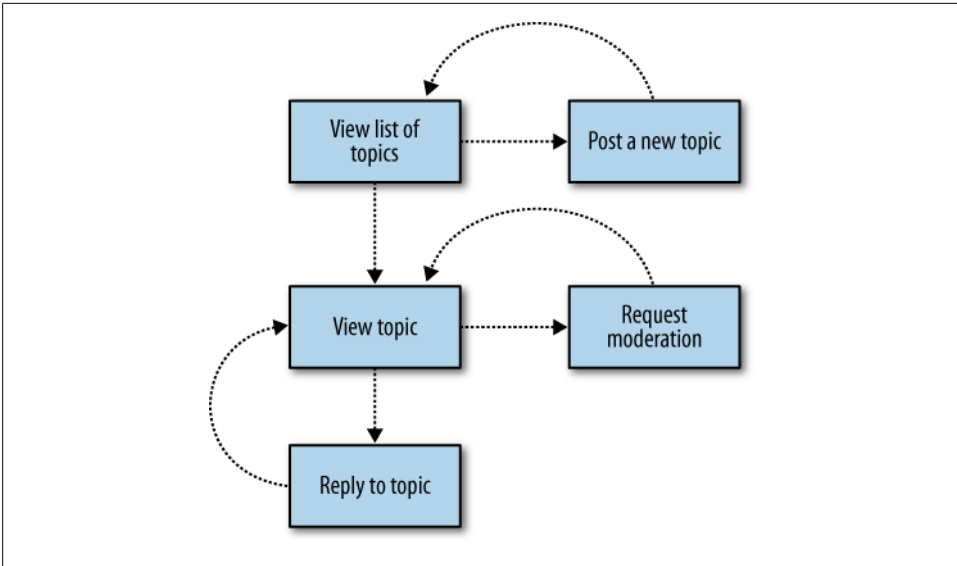 View list of
topics
Post a new topic
View topic
Request
moderation
Reply to topic